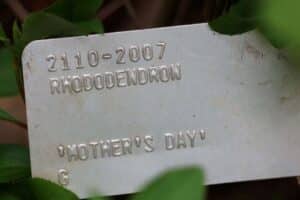 2110-2007
RHODODENDRON
'MOTHER'S DAY'
G